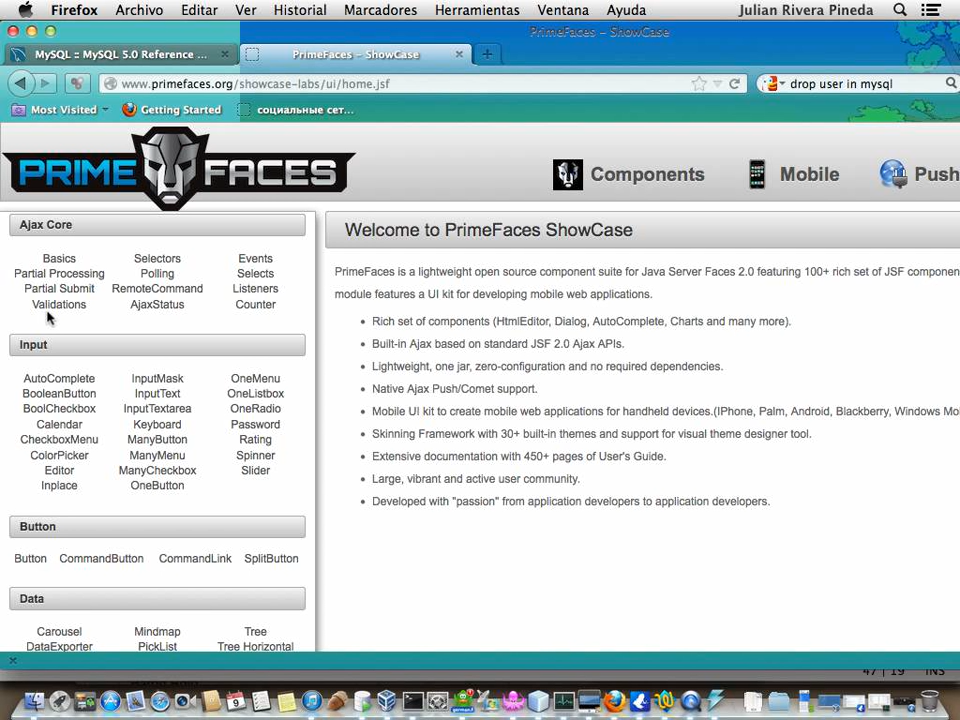 Firefox Archivo Editar Ver Historial Marcadores Herramientas Ventana Ayuda Julian Rivera Pineda
PrimeFaces – ShowCase
MySQL :: MySQL 5.0 Reference ... PrimeFaces – ShowCase
www.primefaces.org/showcase-labs/ui/home.jsf drop user in mysql
Most Visited Getting Started социальные сет...
PRIME FACES Components Mobile Push
Ajax Core
Basics Selectors Events
Partial Processing Polling Selects
Partial Submit RemoteCommand Listeners
Validations AjaxStatus Counter
Input
AutoComplete InputMask OneMenu
BooleanButton InputText OneListbox
BoolCheckbox InputTextarea OneRadio
Calendar Keyboard Password
CheckboxMenu ManyButton Rating
ColorPicker ManyMenu Spinner
Editor ManyCheckbox Slider
Inplace OneButton
Button
Button CommandButton CommandLink SplitButton
Data
Carousel Mindmap Tree
DataExporter PickList Tree Horizontal
Welcome to PrimeFaces ShowCase
PrimeFaces is a lightweight open source component suite for Java Server Faces 2.0 featuring 100+ rich set of JSF componen
module features a UI kit for developing mobile web applications.
• Rich set of components (HtmlEditor, Dialog, AutoComplete, Charts and many more).
• Built-in Ajax based on standard JSF 2.0 Ajax APIs.
• Lightweight, one jar, zero-configuration and no required dependencies.
• Native Ajax Push/Comet support.
• Mobile UI kit to create mobile web applications for handheld devices.(IPhone, Palm, Android, Blackberry, Windows Mo
• Skinning Framework with 30+ built-in themes and support for visual theme designer tool.
• Extensive documentation with 450+ pages of User's Guide.
• Large, vibrant and active user community.
• Developed with "passion" from application developers to application developers.
47 | 19 INS